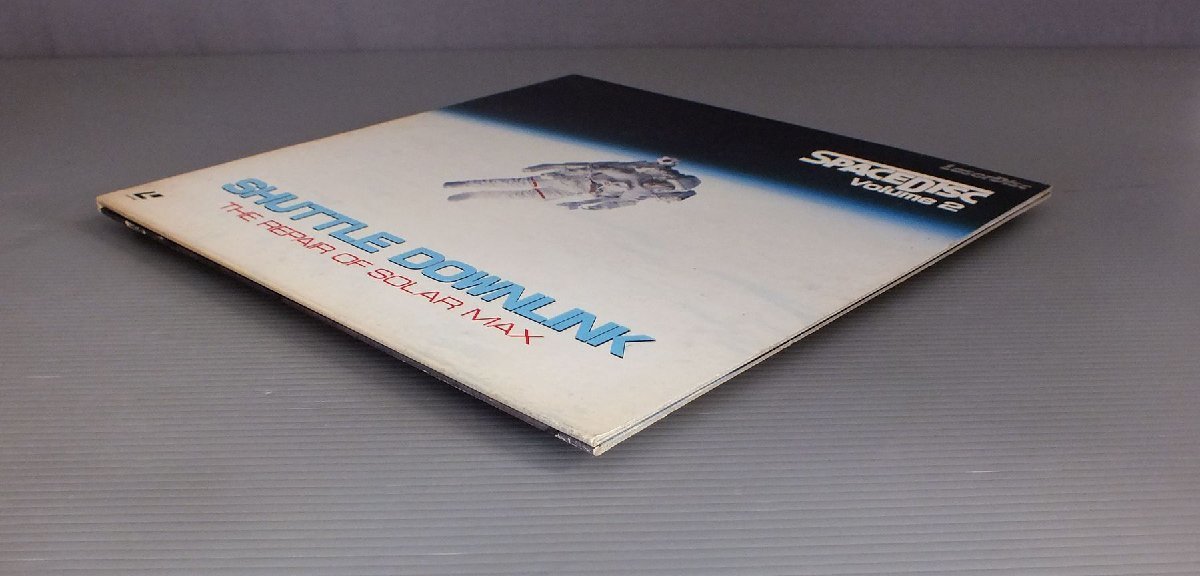 LaserDisc
SPACEDISC
volume 2
SHUTTLE DOWNLINK
THE REPAIR OF SOLAR MAX